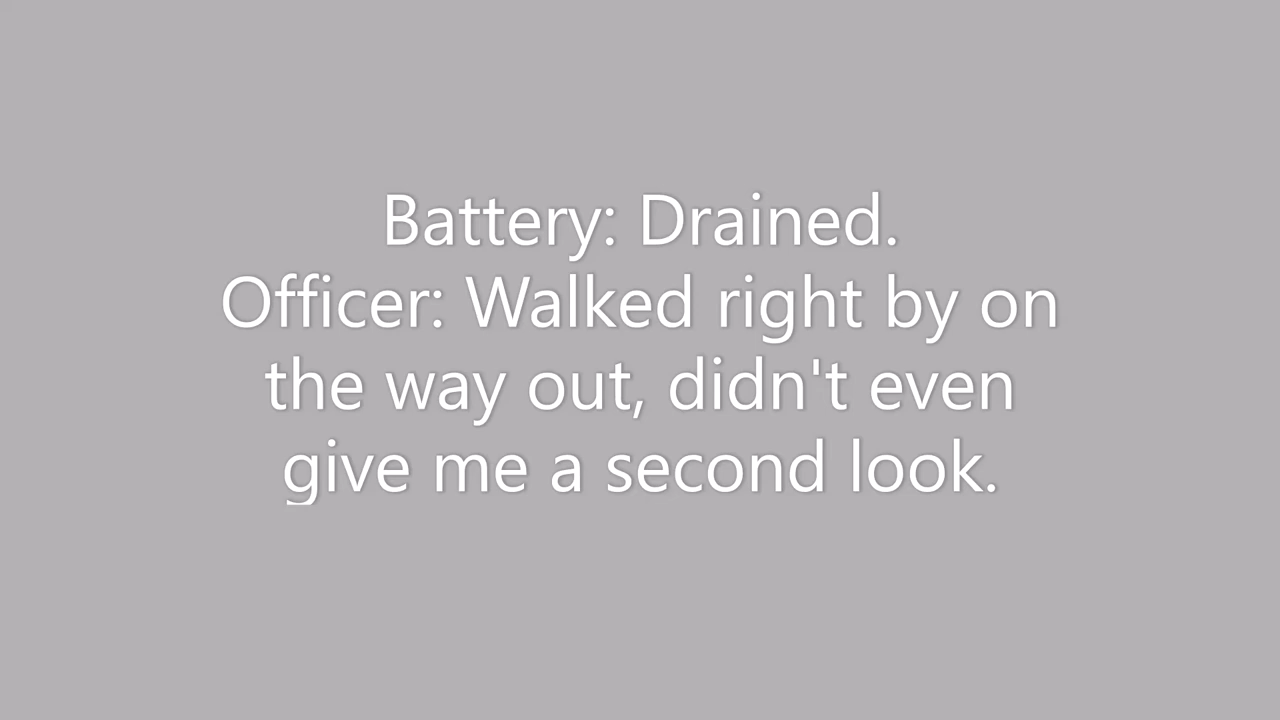 Battery: Drained.
Officer: Walked right by on
the way out, didn't even
give me a second look.